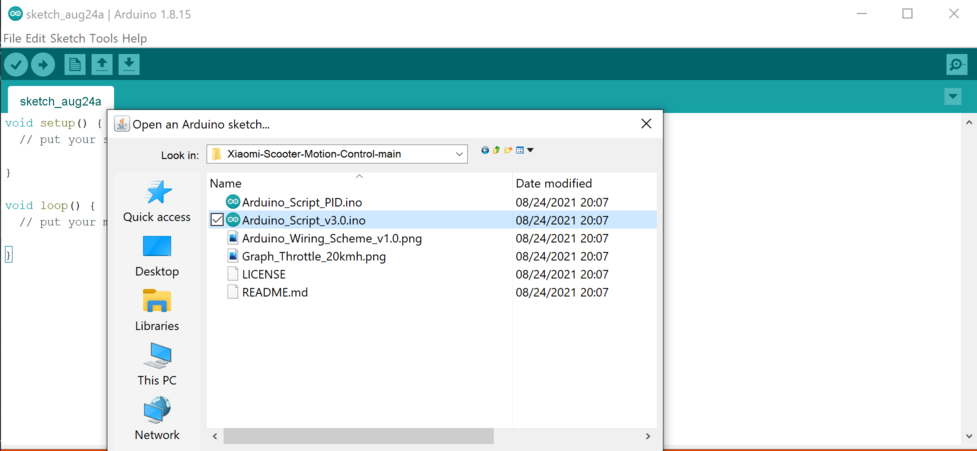 sketch_aug24a | Arduino 1.8.15
File Edit Sketch Tools Help
sketch_aug24a
void setup() {
// put your s
}
void loop() {
// put your m
}
Open an Arduino sketch...
Look in: Xiaomi-Scooter-Motion-Control-main
Quick access
Desktop
Libraries
This PC
Network
Name Date modified
Arduino_Script_PID.ino 08/24/2021 20:07
Arduino_Script_v3.0.ino 08/24/2021 20:07
Arduino_Wiring_Scheme_v1.0.png 08/24/2021 20:07
Graph_Throttle_20kmh.png 08/24/2021 20:07
LICENSE 08/24/2021 20:07
README.md 08/24/2021 20:07